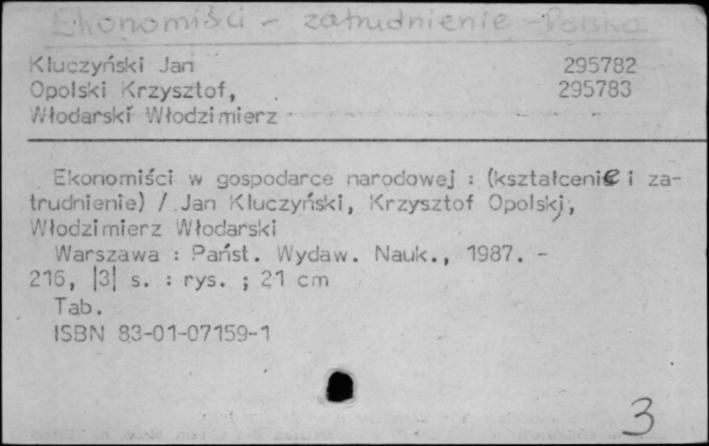 Ekonomiści - zatrudnienie - Polska
Kluczyński Jan 295782
Opolski Krzysztof, 295783
Włodarski Włodzimierz
Ekonomiści w gospodarce narodowej : (kształcenie i za-
trudnienie) / Jan Kluczyński, Krzysztof Opolski,
Włodzimierz Włodarski
Warszawa : Państ. Wydaw. Nauk., 1987. -
216, |3| s. : rys. ; 21 cm
Tab.
ISBN 83-01-07159-1
3